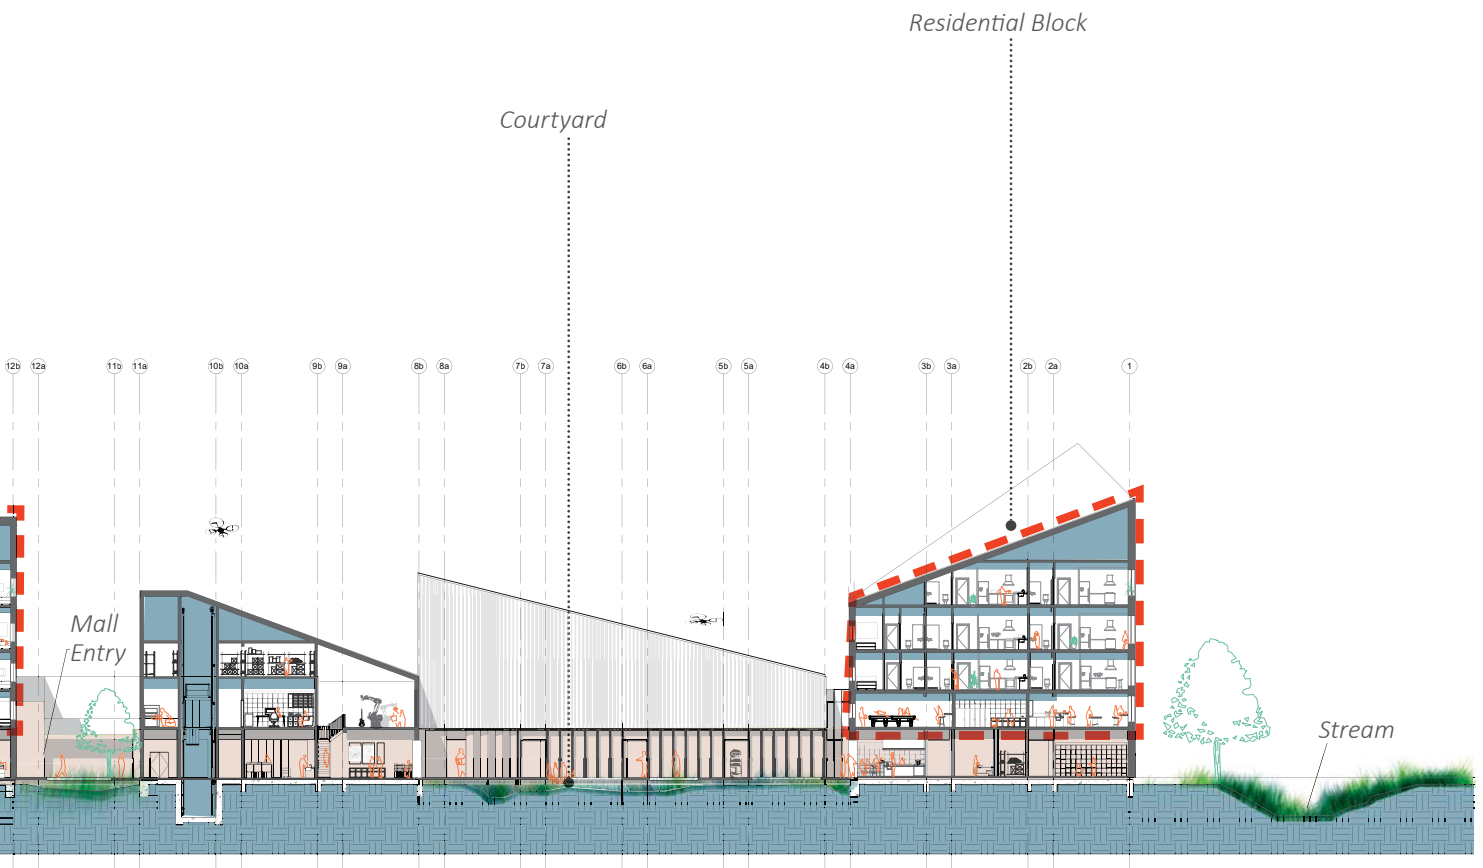 Residential Block
Courtyard
12b 12a 11b 11a 10b 10a 9b 9a 8b 8a 7b 7a 6b 6a 5b 5a 4b 4a 3b 3a 2b 2a 1
Mall
Entry
Stream